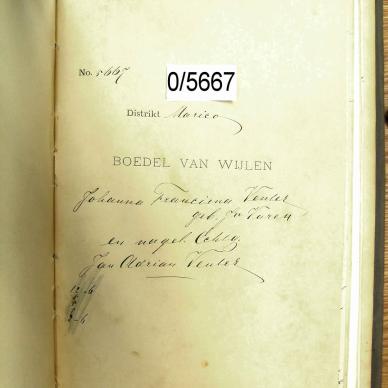 No. 5667
0/5667
Distrikt Marico
BOEDEL VAN WIJLEN
Johanna Francina Venter
geb.
en nagel. Echtg.
Jan Adrian Venter